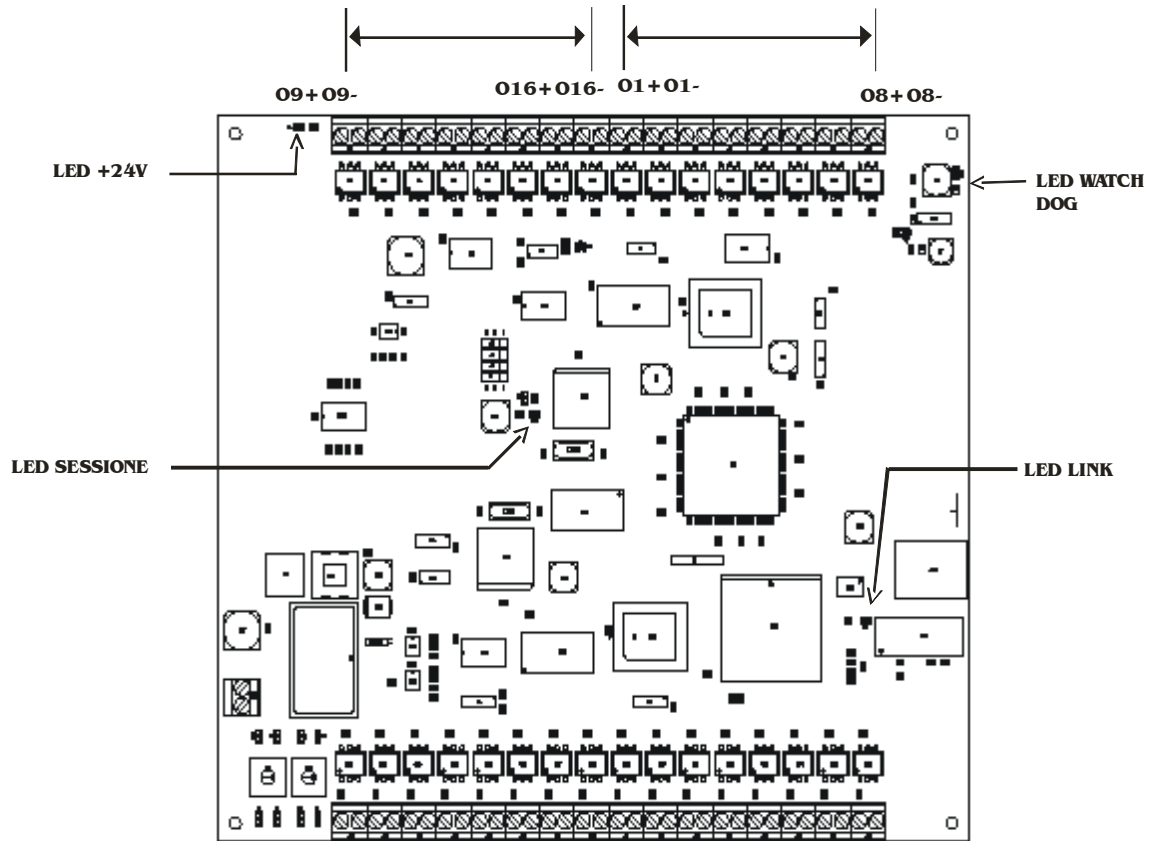 O9+O9- O16+O16- O1+O1- O8+O8-
LED +24V
LED WATCH
DOG
LED SESSIONE
LED LINK